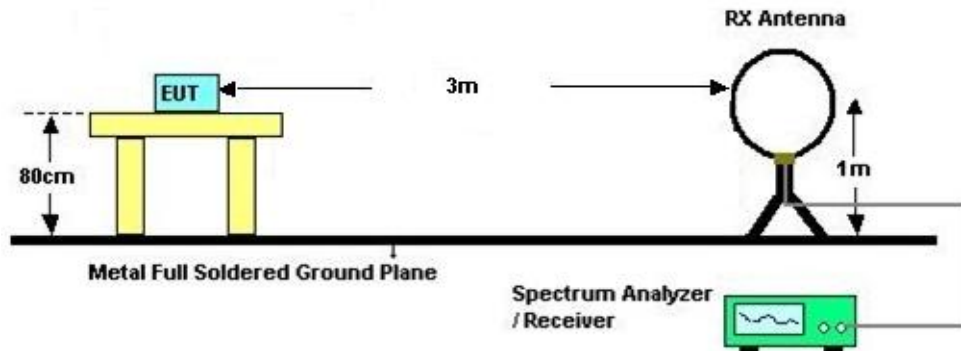 RX Antenna
EUT
3m
80cm
1m
Metal Full Soldered Ground Plane
Spectrum Analyzer
/ Receiver